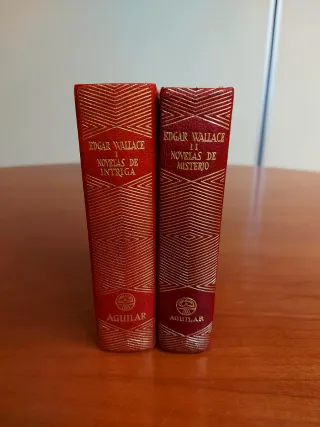 EDGAR WALLACE
I
NOVELAS DE
INTRIGA
AGUILAR
EDGAR WALLACE
II
NOVELAS DE
MISTERIO
AGUILAR